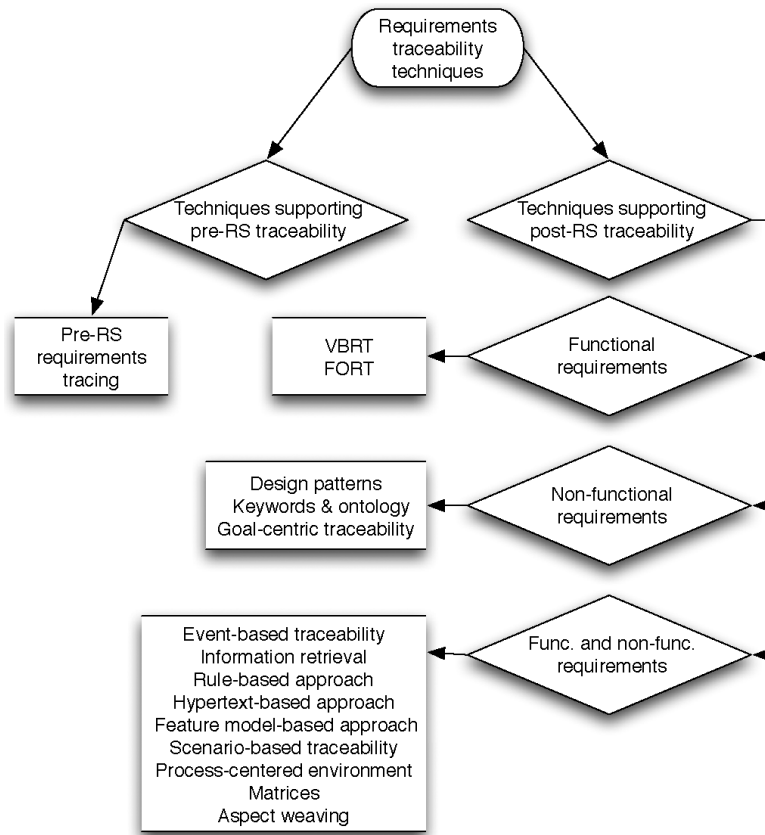 Requirements
traceability
techniques
Techniques supporting
pre-RS traceability
Techniques supporting
post-RS traceability
Pre-RS
requirements
tracing
VBRT
FORT
Functional
requirements
Design patterns
Keywords & ontology
Goal-centric traceability
Non-functional
requirements
Event-based traceability
Information retrieval
Rule-based approach
Hypertext-based approach
Feature model-based approach
Scenario-based traceability
Process-centered environment
Matrices
Aspect weaving
Func. and non-func.
requirements